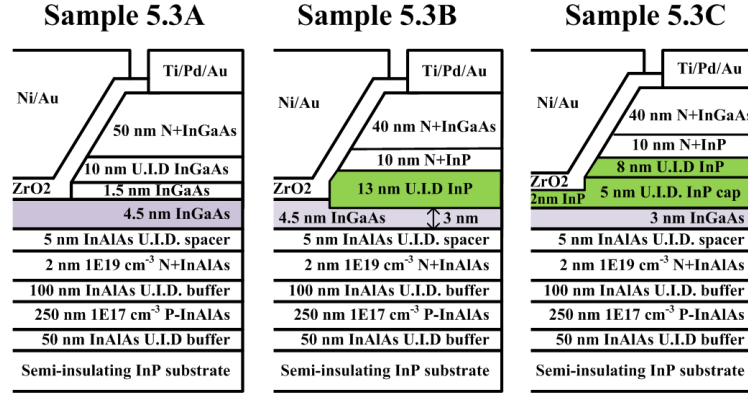 Sample 5.3A
Ti/Pd/Au
Ni/Au
50 nm N+InGaAs
10 nm U.I.D InGaAs
ZrO2
1.5 nm InGaAs
4.5 nm InGaAs
5 nm InAlAs U.I.D. spacer
2 nm 1E19 cm⁻³ N+InAlAs
100 nm InAlAs U.I.D. buffer
250 nm 1E17 cm⁻³ P-InAlAs
50 nm InAlAs U.I.D buffer
Semi-insulating InP substrate
Sample 5.3B
Ti/Pd/Au
Ni/Au
40 nm N+InGaAs
10 nm N+InP
ZrO2
13 nm U.I.D InP
4.5 nm InGaAs
3 nm
5 nm InAlAs U.I.D. spacer
2 nm 1E19 cm⁻³ N+InAlAs
100 nm InAlAs U.I.D. buffer
250 nm 1E17 cm⁻³ P-InAlAs
50 nm InAlAs U.I.D buffer
Semi-insulating InP substrate
Sample 5.3C
Ti/Pd/Au
Ni/Au
40 nm N+InGaAs
10 nm N+InP
8 nm U.I.D InP
ZrO2
2nm InP
5 nm U.I.D. InP cap
3 nm InGaAs
5 nm InAlAs U.I.D. spacer
2 nm 1E19 cm⁻³ N+InAlAs
100 nm InAlAs U.I.D. buffer
250 nm 1E17 cm⁻³ P-InAlAs
50 nm InAlAs U.I.D buffer
Semi-insulating InP substrate